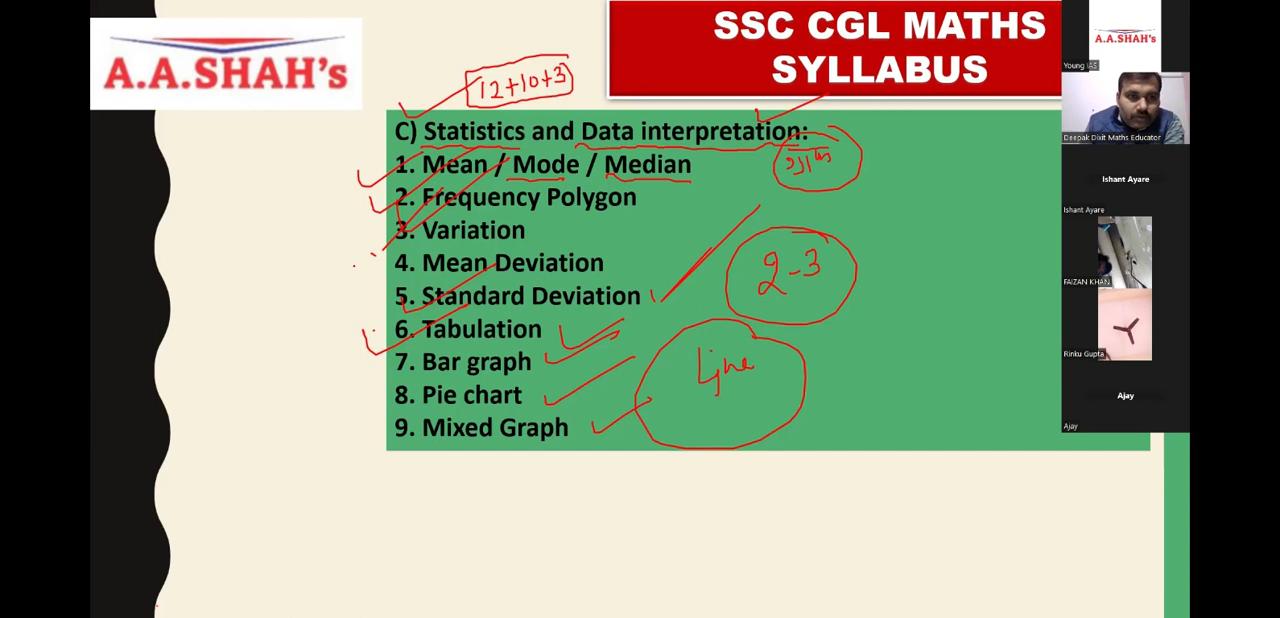 A.A.SHAH's
SSC CGL MATHS
SYLLABUS
12+10+3
C) Statistics and Data interpretation:
1. Mean / Mode / Median
2. Frequency Polygon
3. Variation
4. Mean Deviation
5. Standard Deviation
6. Tabulation
7. Bar graph
8. Pie chart
9. Mixed Graph
2-3
Line
A.A.SHAH's
Young IAS
Deepak Dixit Maths Educator
Ishant Ayare
Ishant Ayare
FAIZAN KHAN
Rinku Gupta
Ajay
Ajay